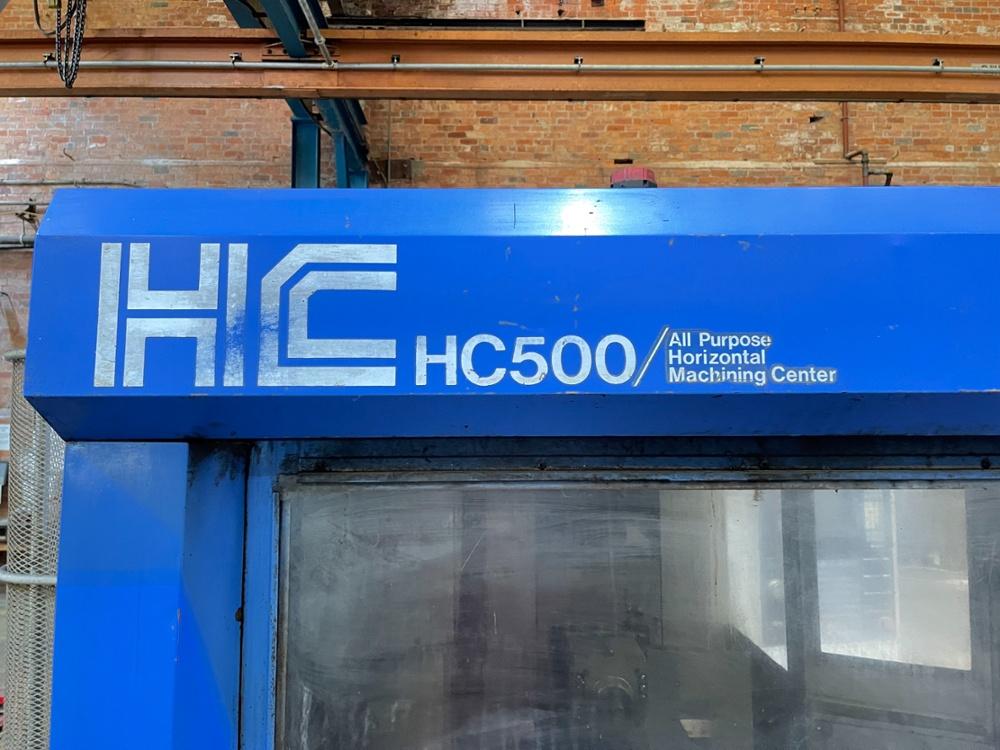 HC
HC500/
All Purpose
Horizontal
Machining Center